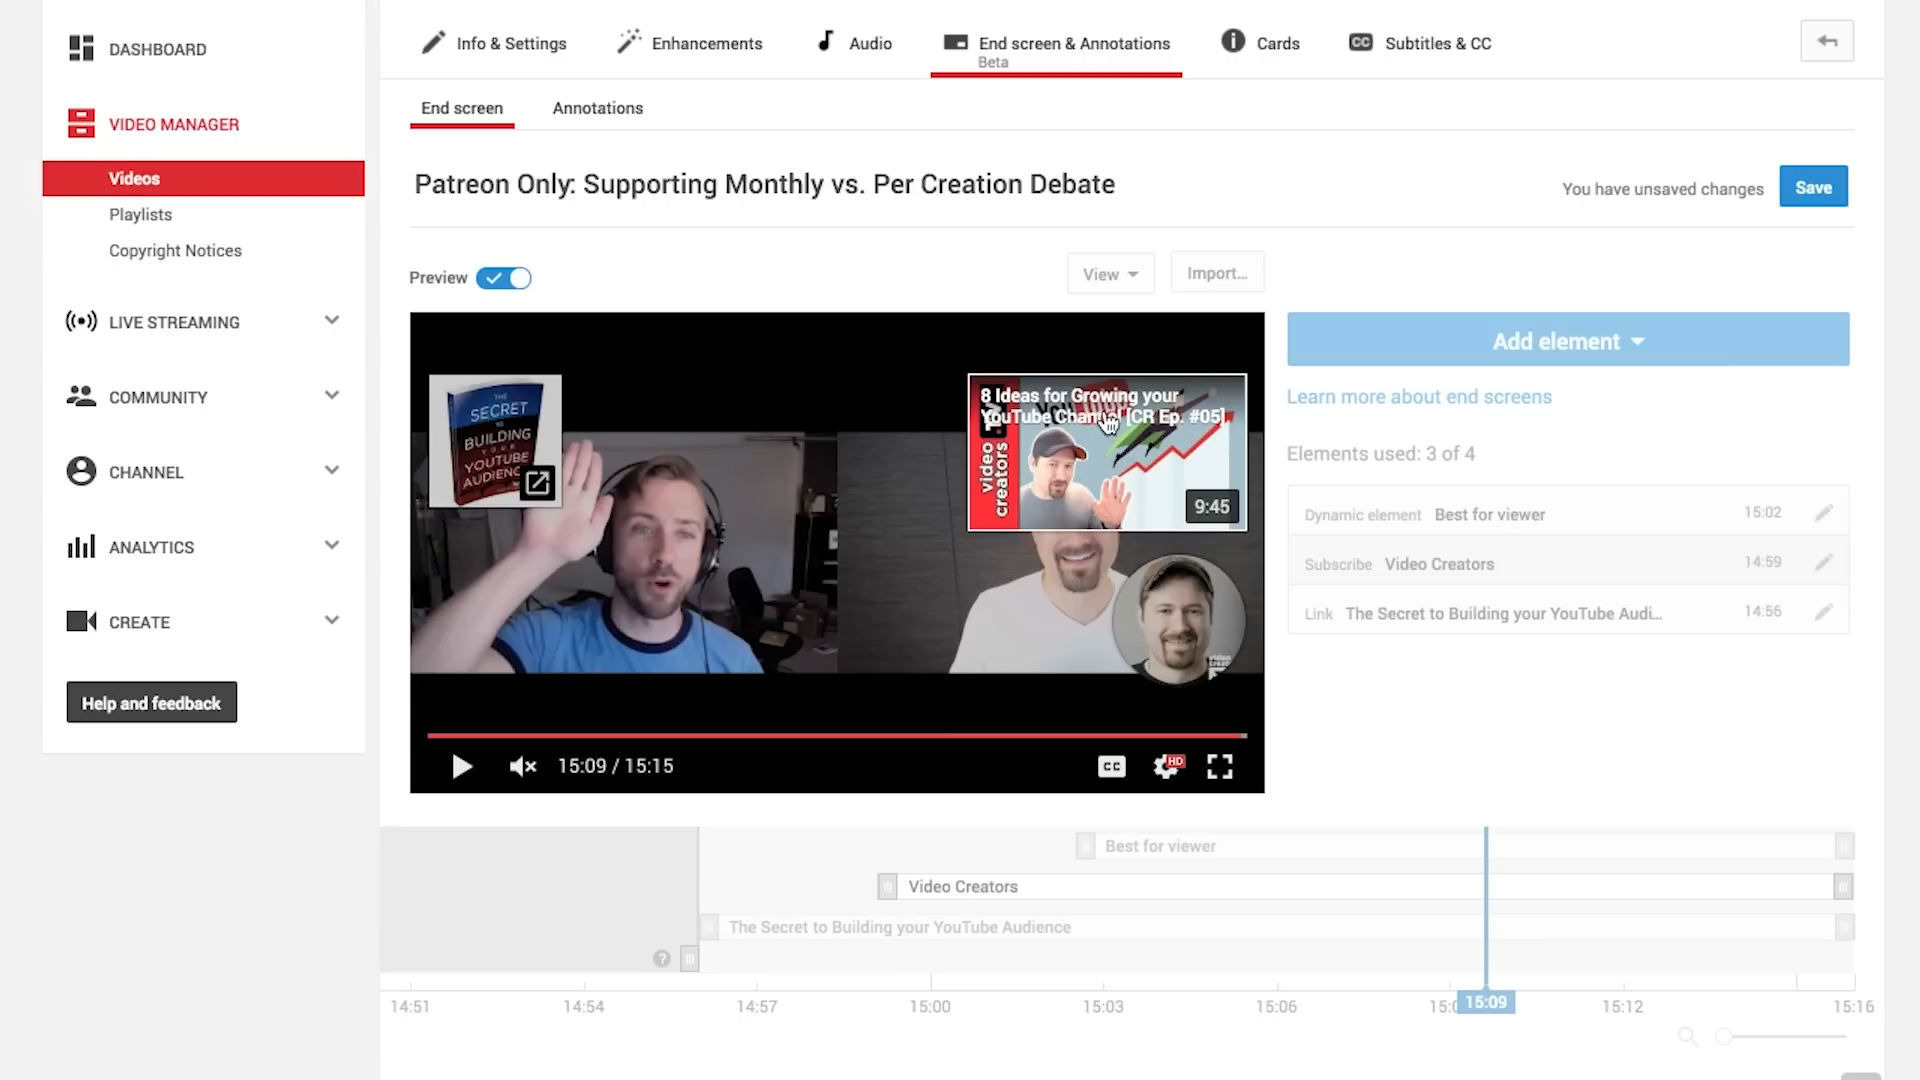 DASHBOARD
VIDEO MANAGER
Videos
Playlists
Copyright Notices
LIVE STREAMING
COMMUNITY
CHANNEL
ANALYTICS
CREATE
Help and feedback
Info & Settings
Enhancements
Audio
End screen & Annotations
Beta
Cards
CC
Subtitles & CC
End screen
Annotations
Patreon Only: Supporting Monthly vs. Per Creation Debate
You have unsaved changes
Save
Preview
View
Import...
THE
SECRET
TO
BUILDING
YOUR
YOUTUBE
AUDIENCE
8 Ideas for Growing your
YouTube Channel [CR Ep. #05]
video
creators
9:45
15:09 / 15:15
CC
HD
Add element
Learn more about end screens
Elements used: 3 of 4
Dynamic element Best for viewer 15:02
Subscribe Video Creators 14:59
Link The Secret to Building your YouTube Audi... 14:56
Best for viewer
Video Creators
The Secret to Building your YouTube Audience
?
14:51
14:54
14:57
15:00
15:03
15:06
15:09
15:12
15:16